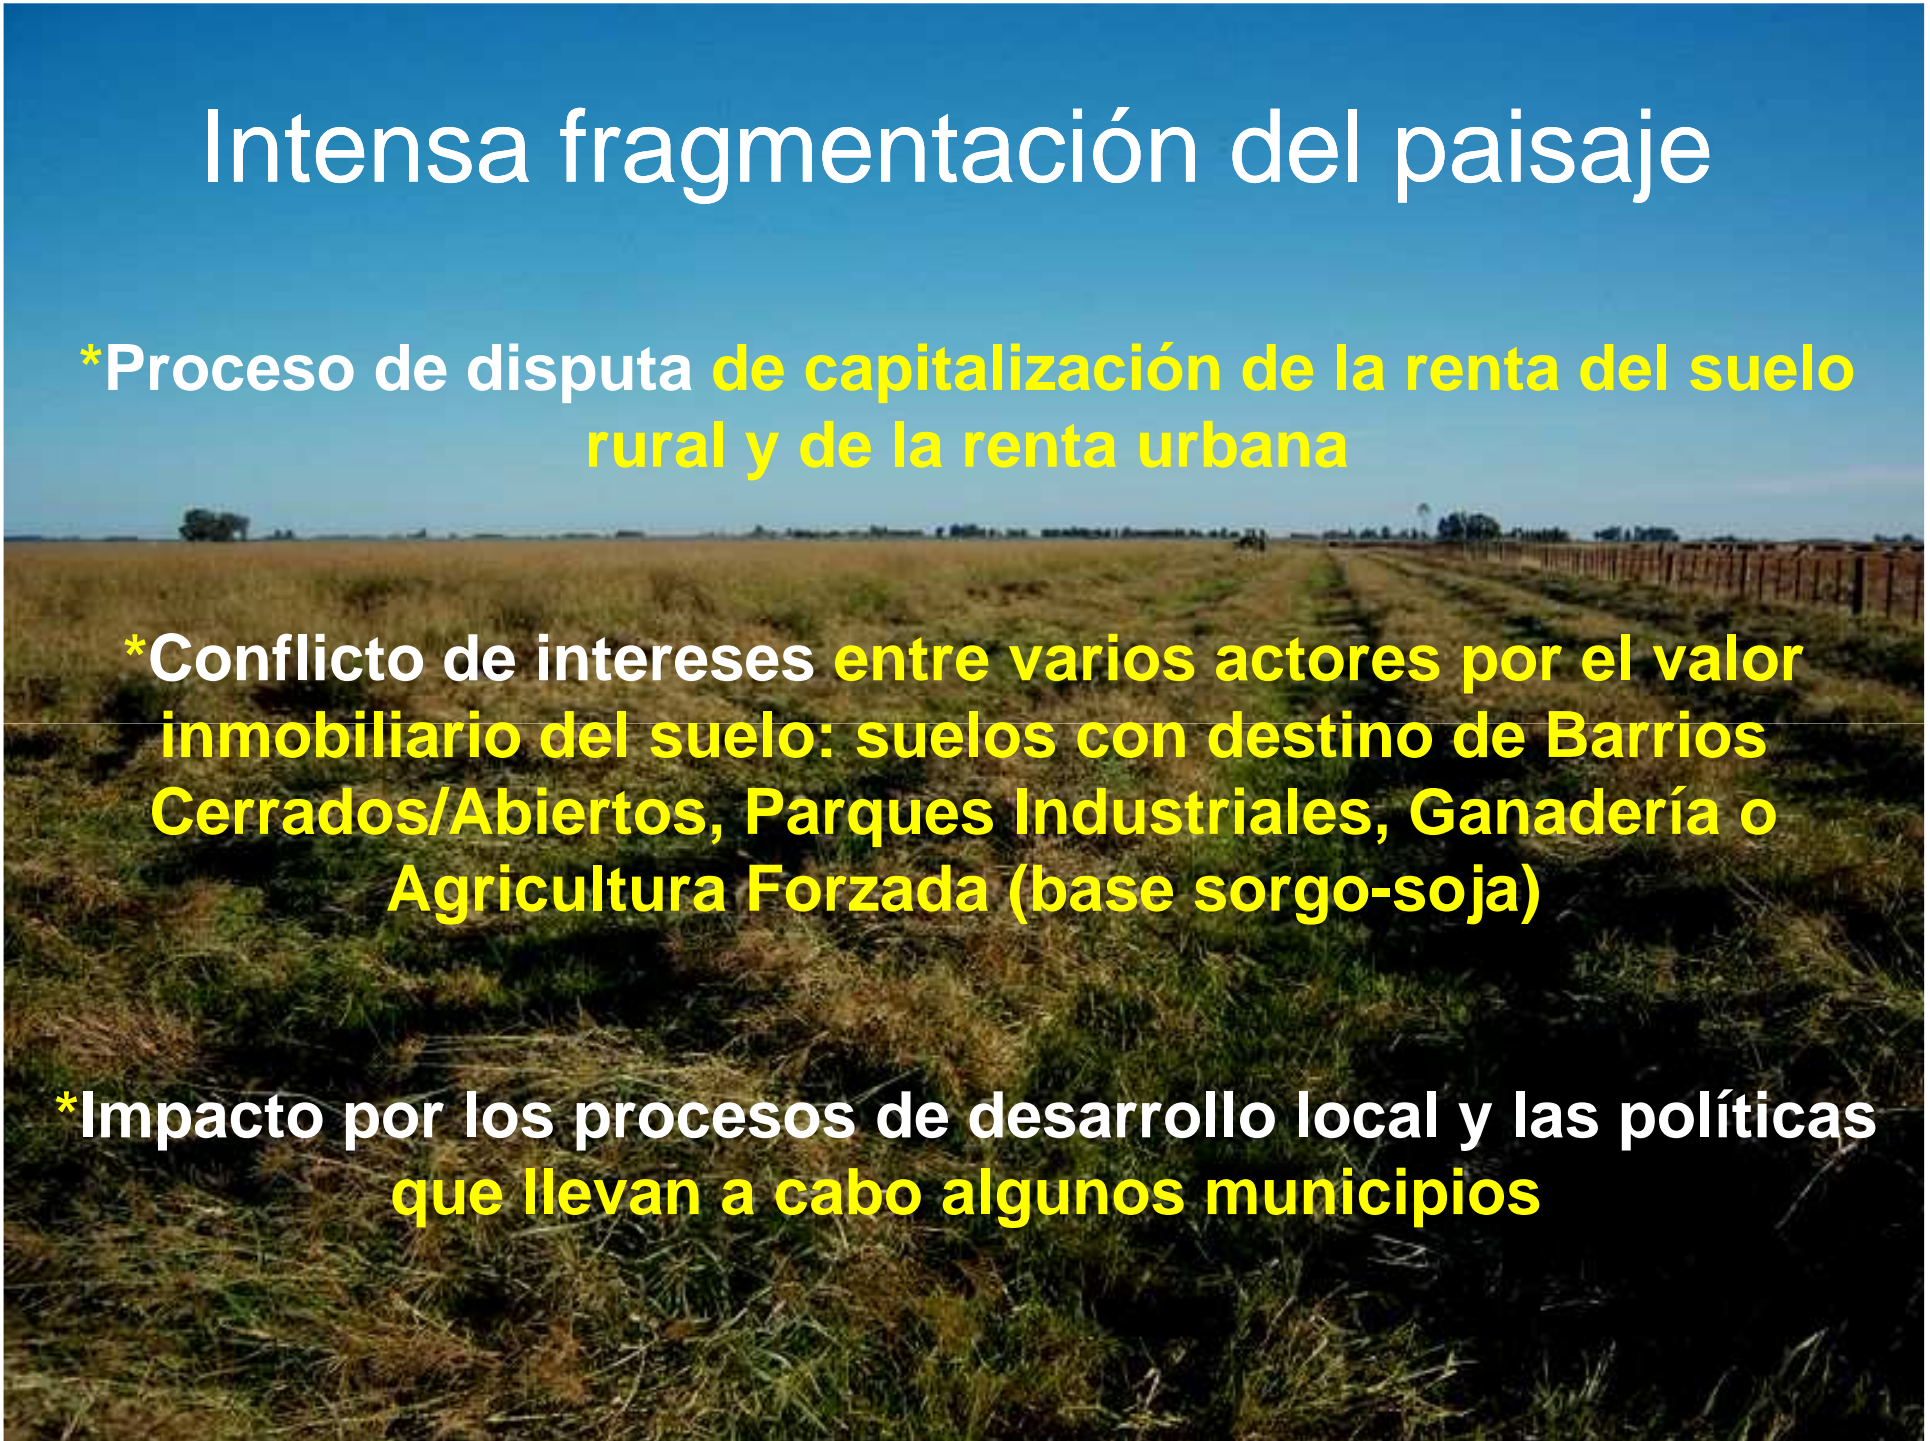 Intensa fragmentación del paisaje
*Proceso de disputa de capitalización de la renta del suelo
rural y de la renta urbana
*Conflicto de intereses entre varios actores por el valor
inmobiliario del suelo: suelos con destino de Barrios
Cerrados/Abiertos, Parques Industriales, Ganadería o
Agricultura Forzada (base sorgo-soja)
*Impacto por los procesos de desarrollo local y las políticas
que llevan a cabo algunos municipios